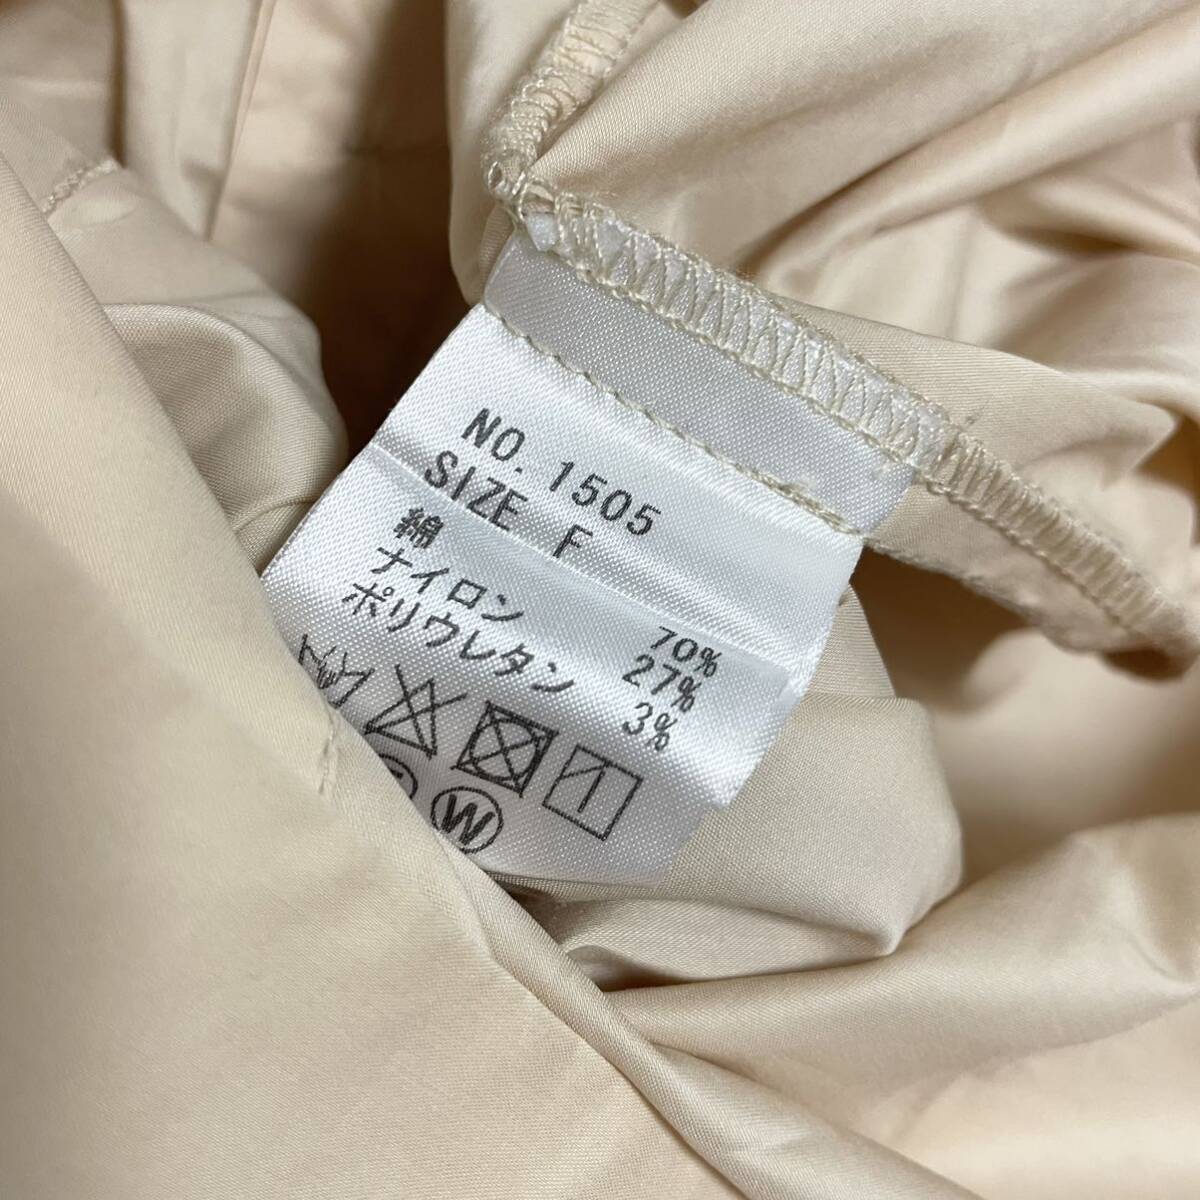 NO. 1505
SIZE F
綿 70%
ナイロン 27%
ポリウレタン 3%
W